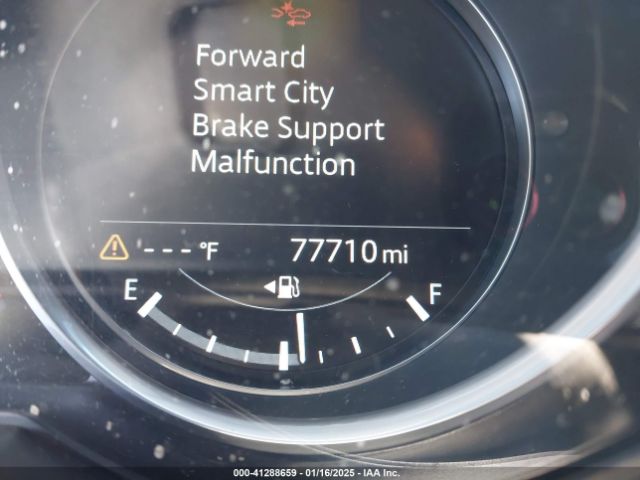 Forward
Smart City
Brake Support
Malfunction
---°F 77710 mi
E F
000-41288659 - 01/16/2025 - IAA Inc.